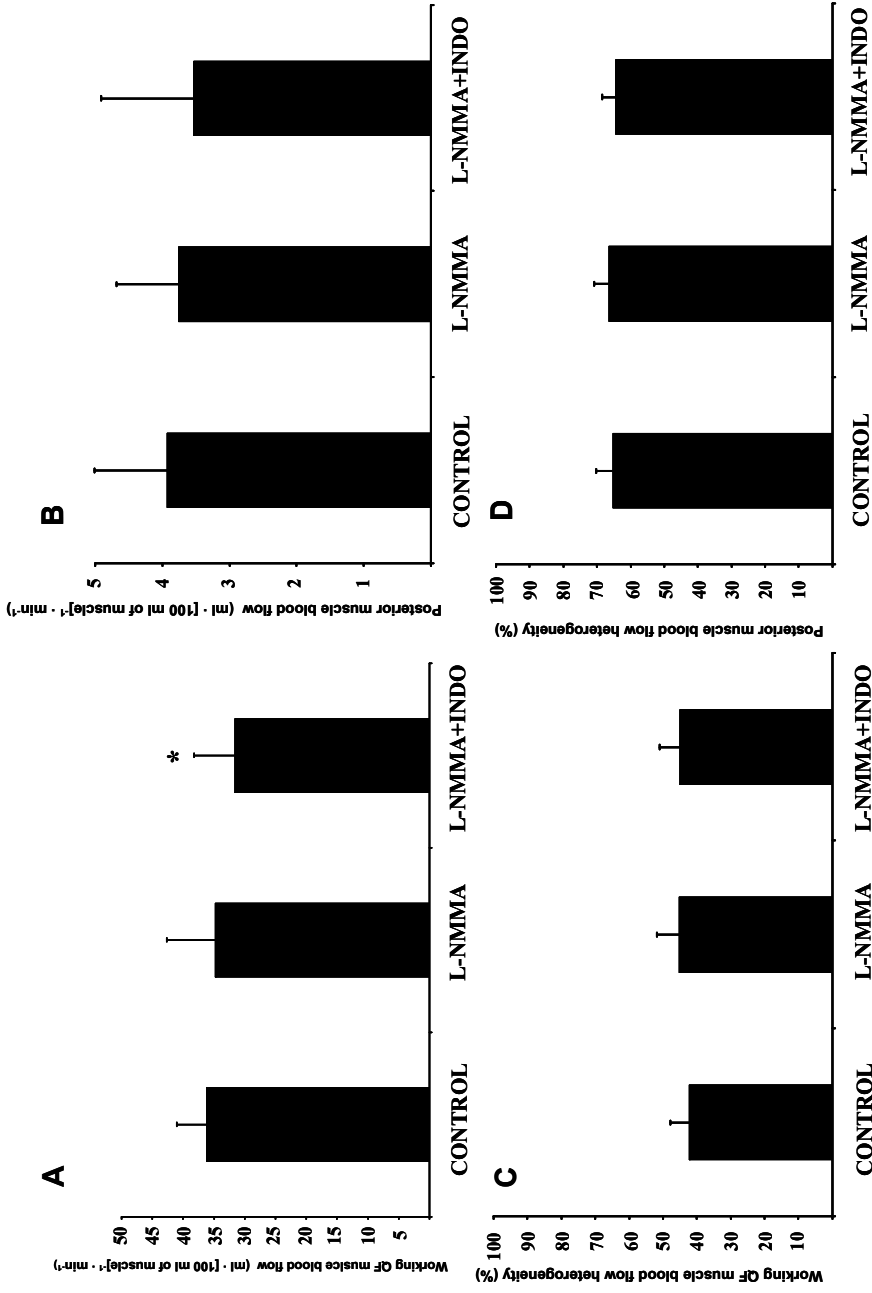 A
Working QF muslce blood flow (ml · [100 ml of muscle]-1 · min-1)
50
45
40
35
30
25
20
15
10
5
*
CONTROL
L-NMMA
L-NMMA+INDO
B
Posterior muscle blood flow (ml · [100 ml of muscle]-1 · min-1)
5
4
3
2
1
CONTROL
L-NMMA
L-NMMA+INDO
C
Working QF muscle blood flow heterogeneity (%)
100
90
80
70
60
50
40
30
20
10
CONTROL
L-NMMA
L-NMMA+INDO
D
Posterior muscle blood flow heterogeneity (%)
100
90
80
70
60
50
40
30
20
10
CONTROL
L-NMMA
L-NMMA+INDO